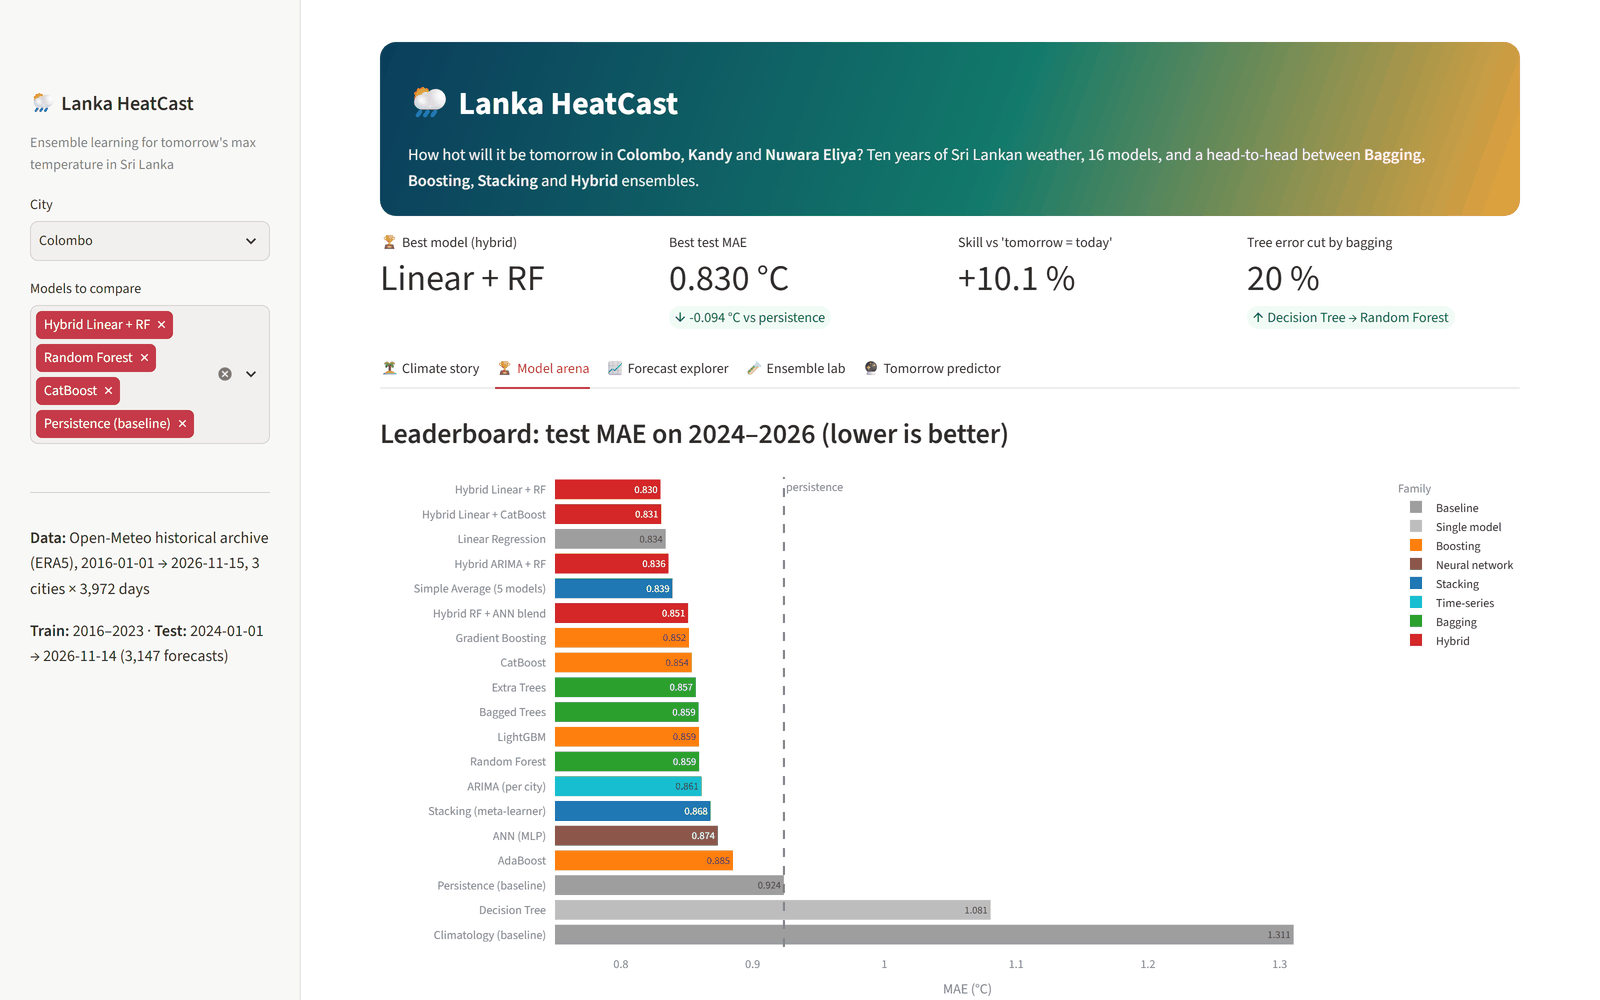 Lanka HeatCast
Ensemble learning for tomorrow's max
temperature in Sri Lanka
City
Colombo
Models to compare
Hybrid Linear + RF ×
Random Forest ×
CatBoost ×
Persistence (baseline) ×
Data: Open-Meteo historical archive
(ERA5), 2016-01-01 → 2026-11-15, 3
cities × 3,972 days
Train: 2016–2023 · Test: 2024-01-01
→ 2026-11-14 (3,147 forecasts)
Lanka HeatCast
How hot will it be tomorrow in Colombo, Kandy and Nuwara Eliya? Ten years of Sri Lankan weather, 16 models, and a head-to-head between Bagging,
Boosting, Stacking and Hybrid ensembles.
Best model (hybrid)
Linear + RF
Best test MAE
0.830 °C
↓ -0.094 °C vs persistence
Skill vs 'tomorrow = today'
+10.1 %
Tree error cut by bagging
20 %
↑ Decision Tree → Random Forest
Climate story
Model arena
Forecast explorer
Ensemble lab
Tomorrow predictor
Leaderboard: test MAE on 2024–2026 (lower is better)
persistence
Hybrid Linear + RF 0.830
Hybrid Linear + CatBoost 0.831
Linear Regression 0.834
Hybrid ARIMA + RF 0.836
Simple Average (5 models) 0.839
Hybrid RF + ANN blend 0.851
Gradient Boosting 0.852
CatBoost 0.854
Extra Trees 0.857
Bagged Trees 0.859
LightGBM 0.859
Random Forest 0.859
ARIMA (per city) 0.861
Stacking (meta-learner) 0.868
ANN (MLP) 0.874
AdaBoost 0.885
Persistence (baseline) 0.924
Decision Tree 1.081
Climatology (baseline) 1.311
0.8 0.9 1 1.1 1.2 1.3
MAE (°C)
Family
Baseline
Single model
Boosting
Neural network
Stacking
Time-series
Bagging
Hybrid